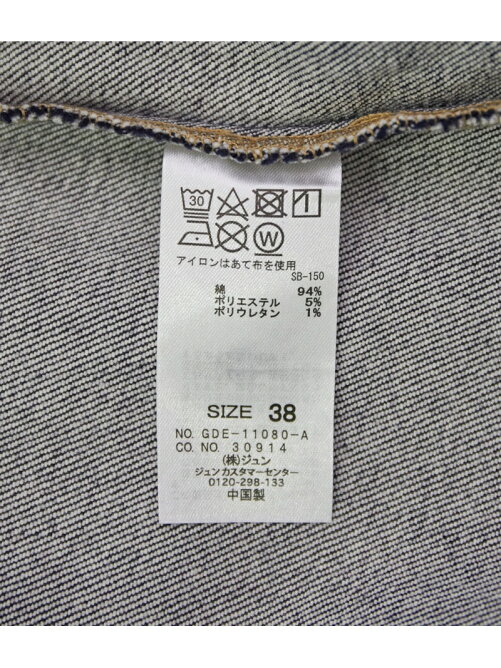 30
W
アイロンはあて布を使用
SB-150
綿 94%
ポリエステル 5%
ポリウレタン 1%
SIZE 38
NO. GDE-11080-A
CO. NO. 30914
(株)ジュン
ジュンカスタマーセンター
0120-298-133
中国製